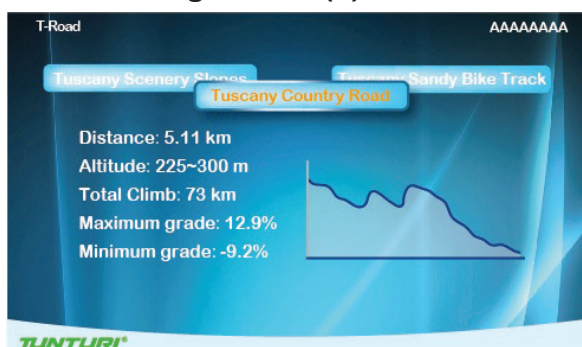 T-Road
AAAAAAAA
Tuscany Scenery Slopes
Tuscany Sandy Bike Track
Tuscany Country Road
Distance: 5.11 km
Altitude: 225~300 m
Total Climb: 73 km
Maximum grade: 12.9%
Minimum grade: -9.2%
TUNTURI®